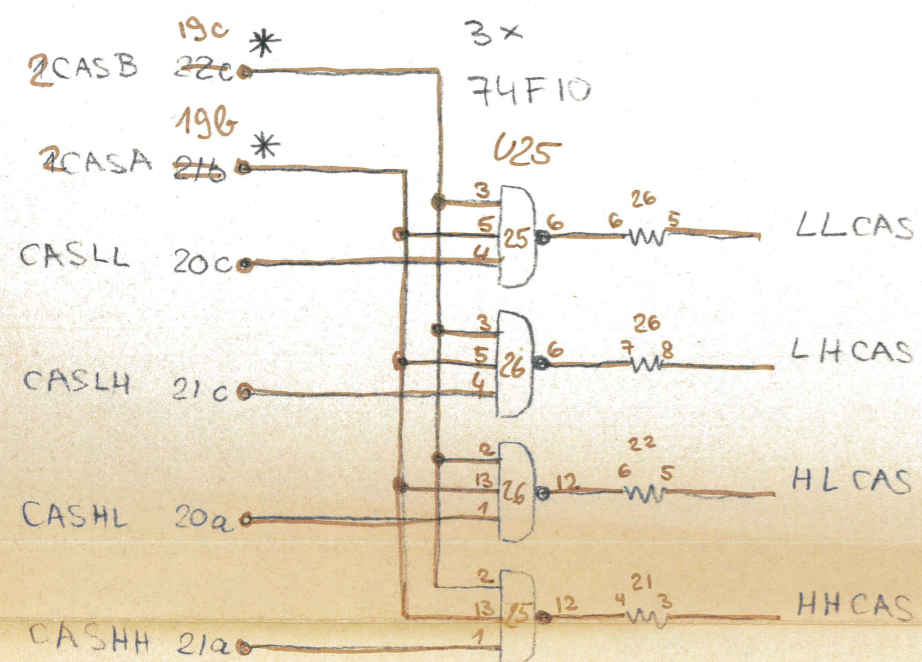 19c * 3x
2CASB 22c 74F10
19b * U25
2CASA 21b
3
5 25 6 6 26 5 LLCAS
CASLL 20c 4
3
5 26 6 7 26 8 LHCAS
CASLH 21c 4
2
13 26 12 6 22 5 HLCAS
CASHL 20a 1
2
13 25 12 4 21 3 HHCAS
CASHH 21a 1